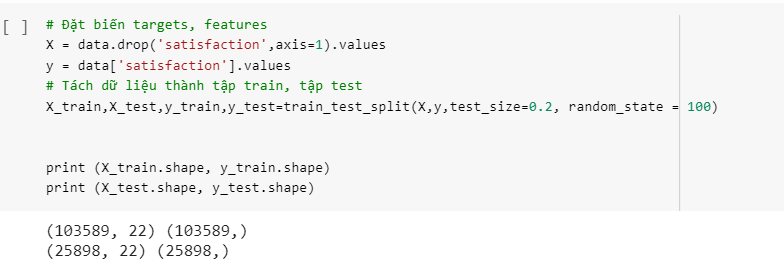 [ ] # Đặt biến targets, features
X = data.drop('satisfaction',axis=1).values
y = data['satisfaction'].values
# Tách dữ liệu thành tập train, tập test
X_train,X_test,y_train,y_test=train_test_split(X,y,test_size=0.2, random_state = 100)
print (X_train.shape, y_train.shape)
print (X_test.shape, y_test.shape)
(103589, 22) (103589,)
(25898, 22) (25898,)